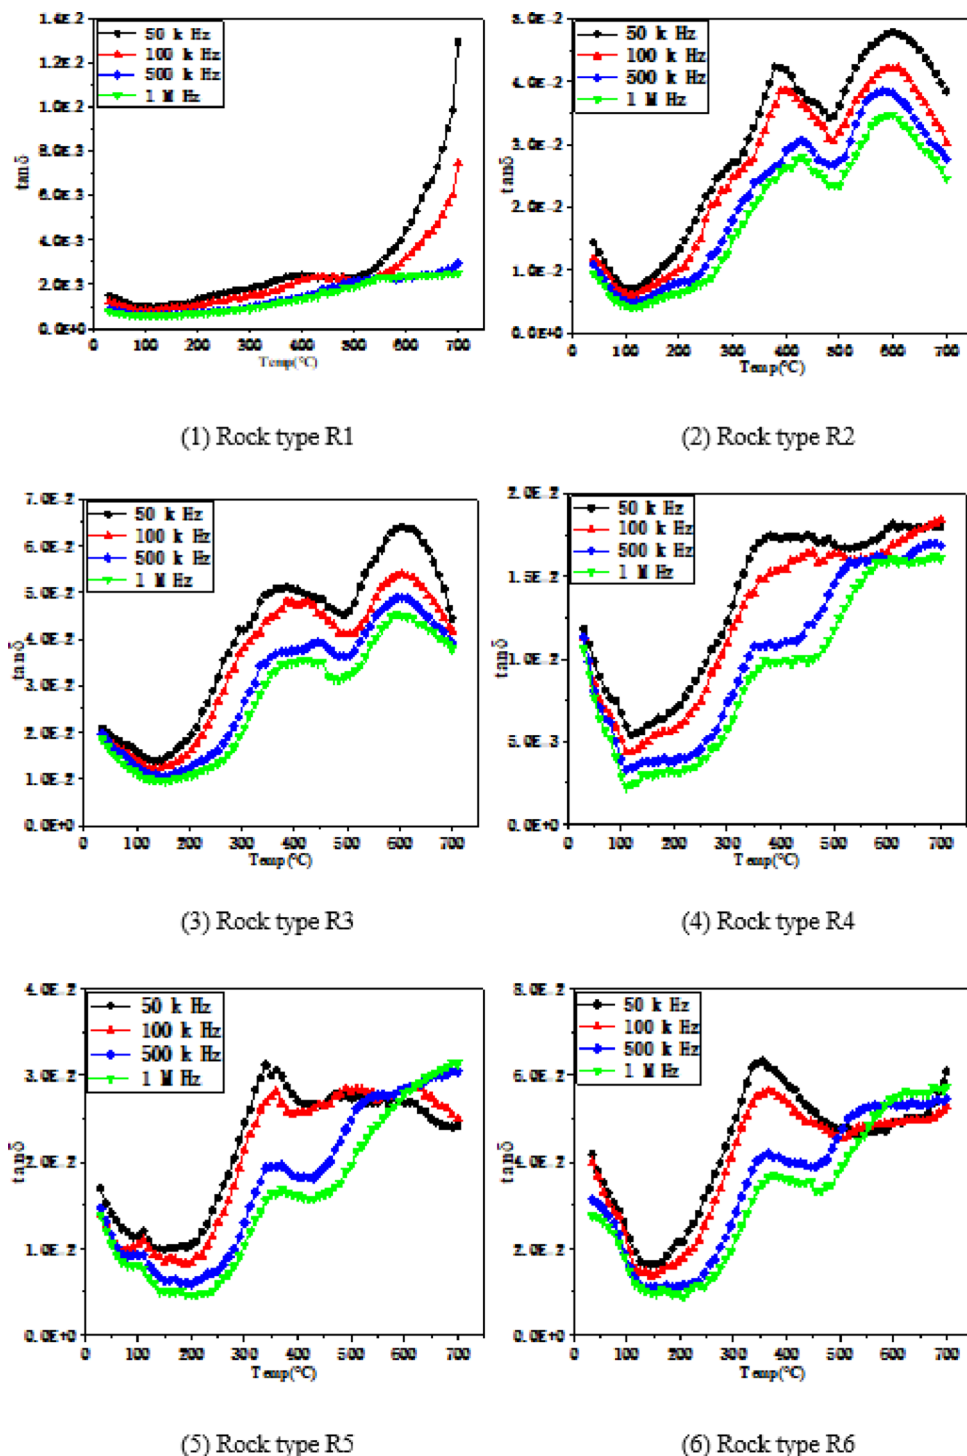 1.4E-2
1.2E-2
1.0E-2
8.0E-3
6.0E-3
4.0E-3
2.0E-3
0.0E+0
tanδ
50 k Hz
100 k Hz
500 k Hz
1 M Hz
0 100 200 300 400 500 600 700
Temp(°C)
(1) Rock type R1
5.0E-2
4.0E-2
3.0E-2
2.0E-2
1.0E-2
0.0E+0
tanδ
50 k Hz
100 k Hz
500 k Hz
1 M Hz
0 100 200 300 400 500 600 700
Temp(°C)
(2) Rock type R2
7.0E-2
6.0E-2
5.0E-2
4.0E-2
3.0E-2
2.0E-2
1.0E-2
0.0E+0
tanδ
50 k Hz
100 k Hz
500 k Hz
1 M Hz
0 100 200 300 400 500 600 700
Temp(°C)
(3) Rock type R3
2.0E-2
1.5E-2
1.0E-2
5.0E-3
0.0E+0
tanδ
50 k Hz
100 k Hz
500 k Hz
1 M Hz
0 100 200 300 400 500 600 700
Temp(°C)
(4) Rock type R4
4.0E-2
3.0E-2
2.0E-2
1.0E-2
0.0E+0
tanδ
50 k Hz
100 k Hz
500 k Hz
1 M Hz
0 100 200 300 400 500 600 700
Temp(°C)
(5) Rock type R5
8.0E-2
6.0E-2
4.0E-2
2.0E-2
0.0E+0
tanδ
50 k Hz
100 k Hz
500 k Hz
1 M Hz
0 100 200 300 400 500 600 700
Temp(°C)
(6) Rock type R6